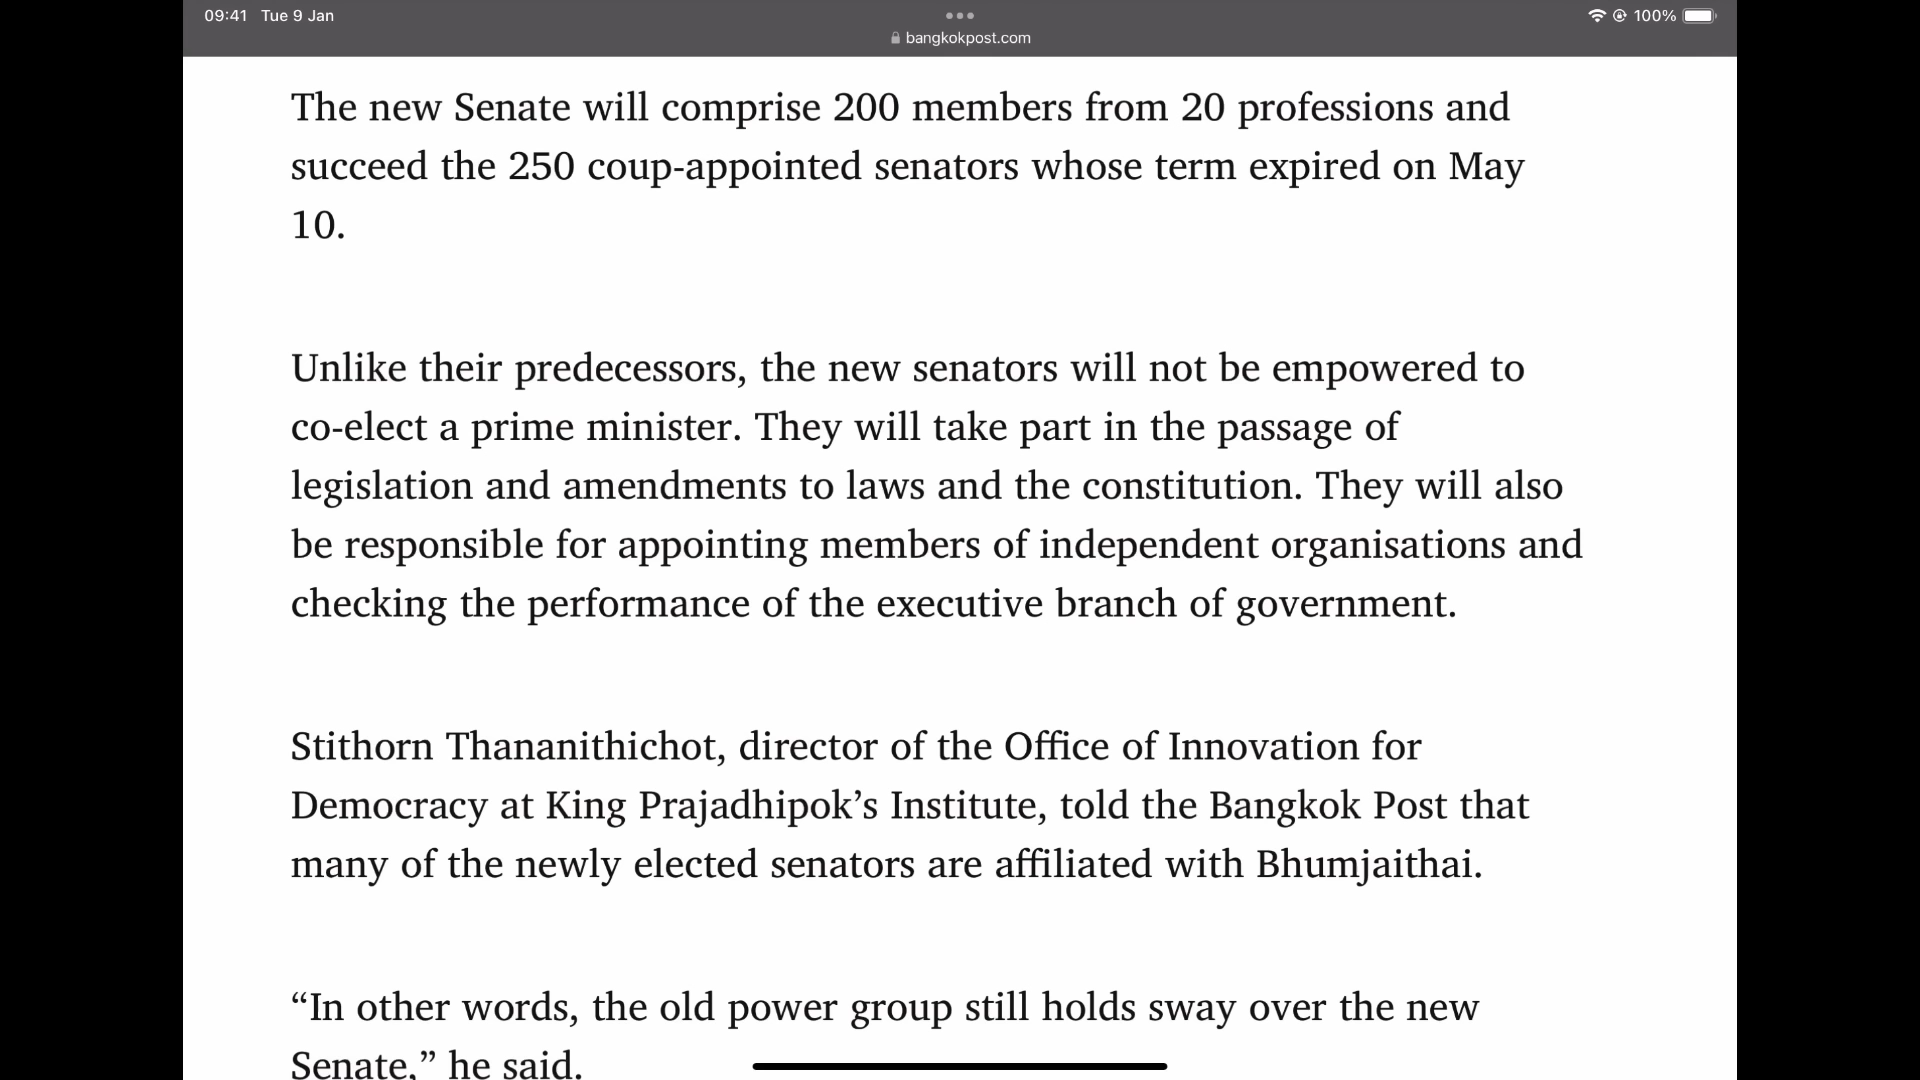 09:41 Tue 9 Jan
100%
bangkokpost.com
The new Senate will comprise 200 members from 20 professions and
succeed the 250 coup-appointed senators whose term expired on May
10.
Unlike their predecessors, the new senators will not be empowered to
co-elect a prime minister. They will take part in the passage of
legislation and amendments to laws and the constitution. They will also
be responsible for appointing members of independent organisations and
checking the performance of the executive branch of government.
Stithorn Thananithichot, director of the Office of Innovation for
Democracy at King Prajadhipok’s Institute, told the Bangkok Post that
many of the newly elected senators are affiliated with Bhumjaithai.
“In other words, the old power group still holds sway over the new
Senate,” he said.